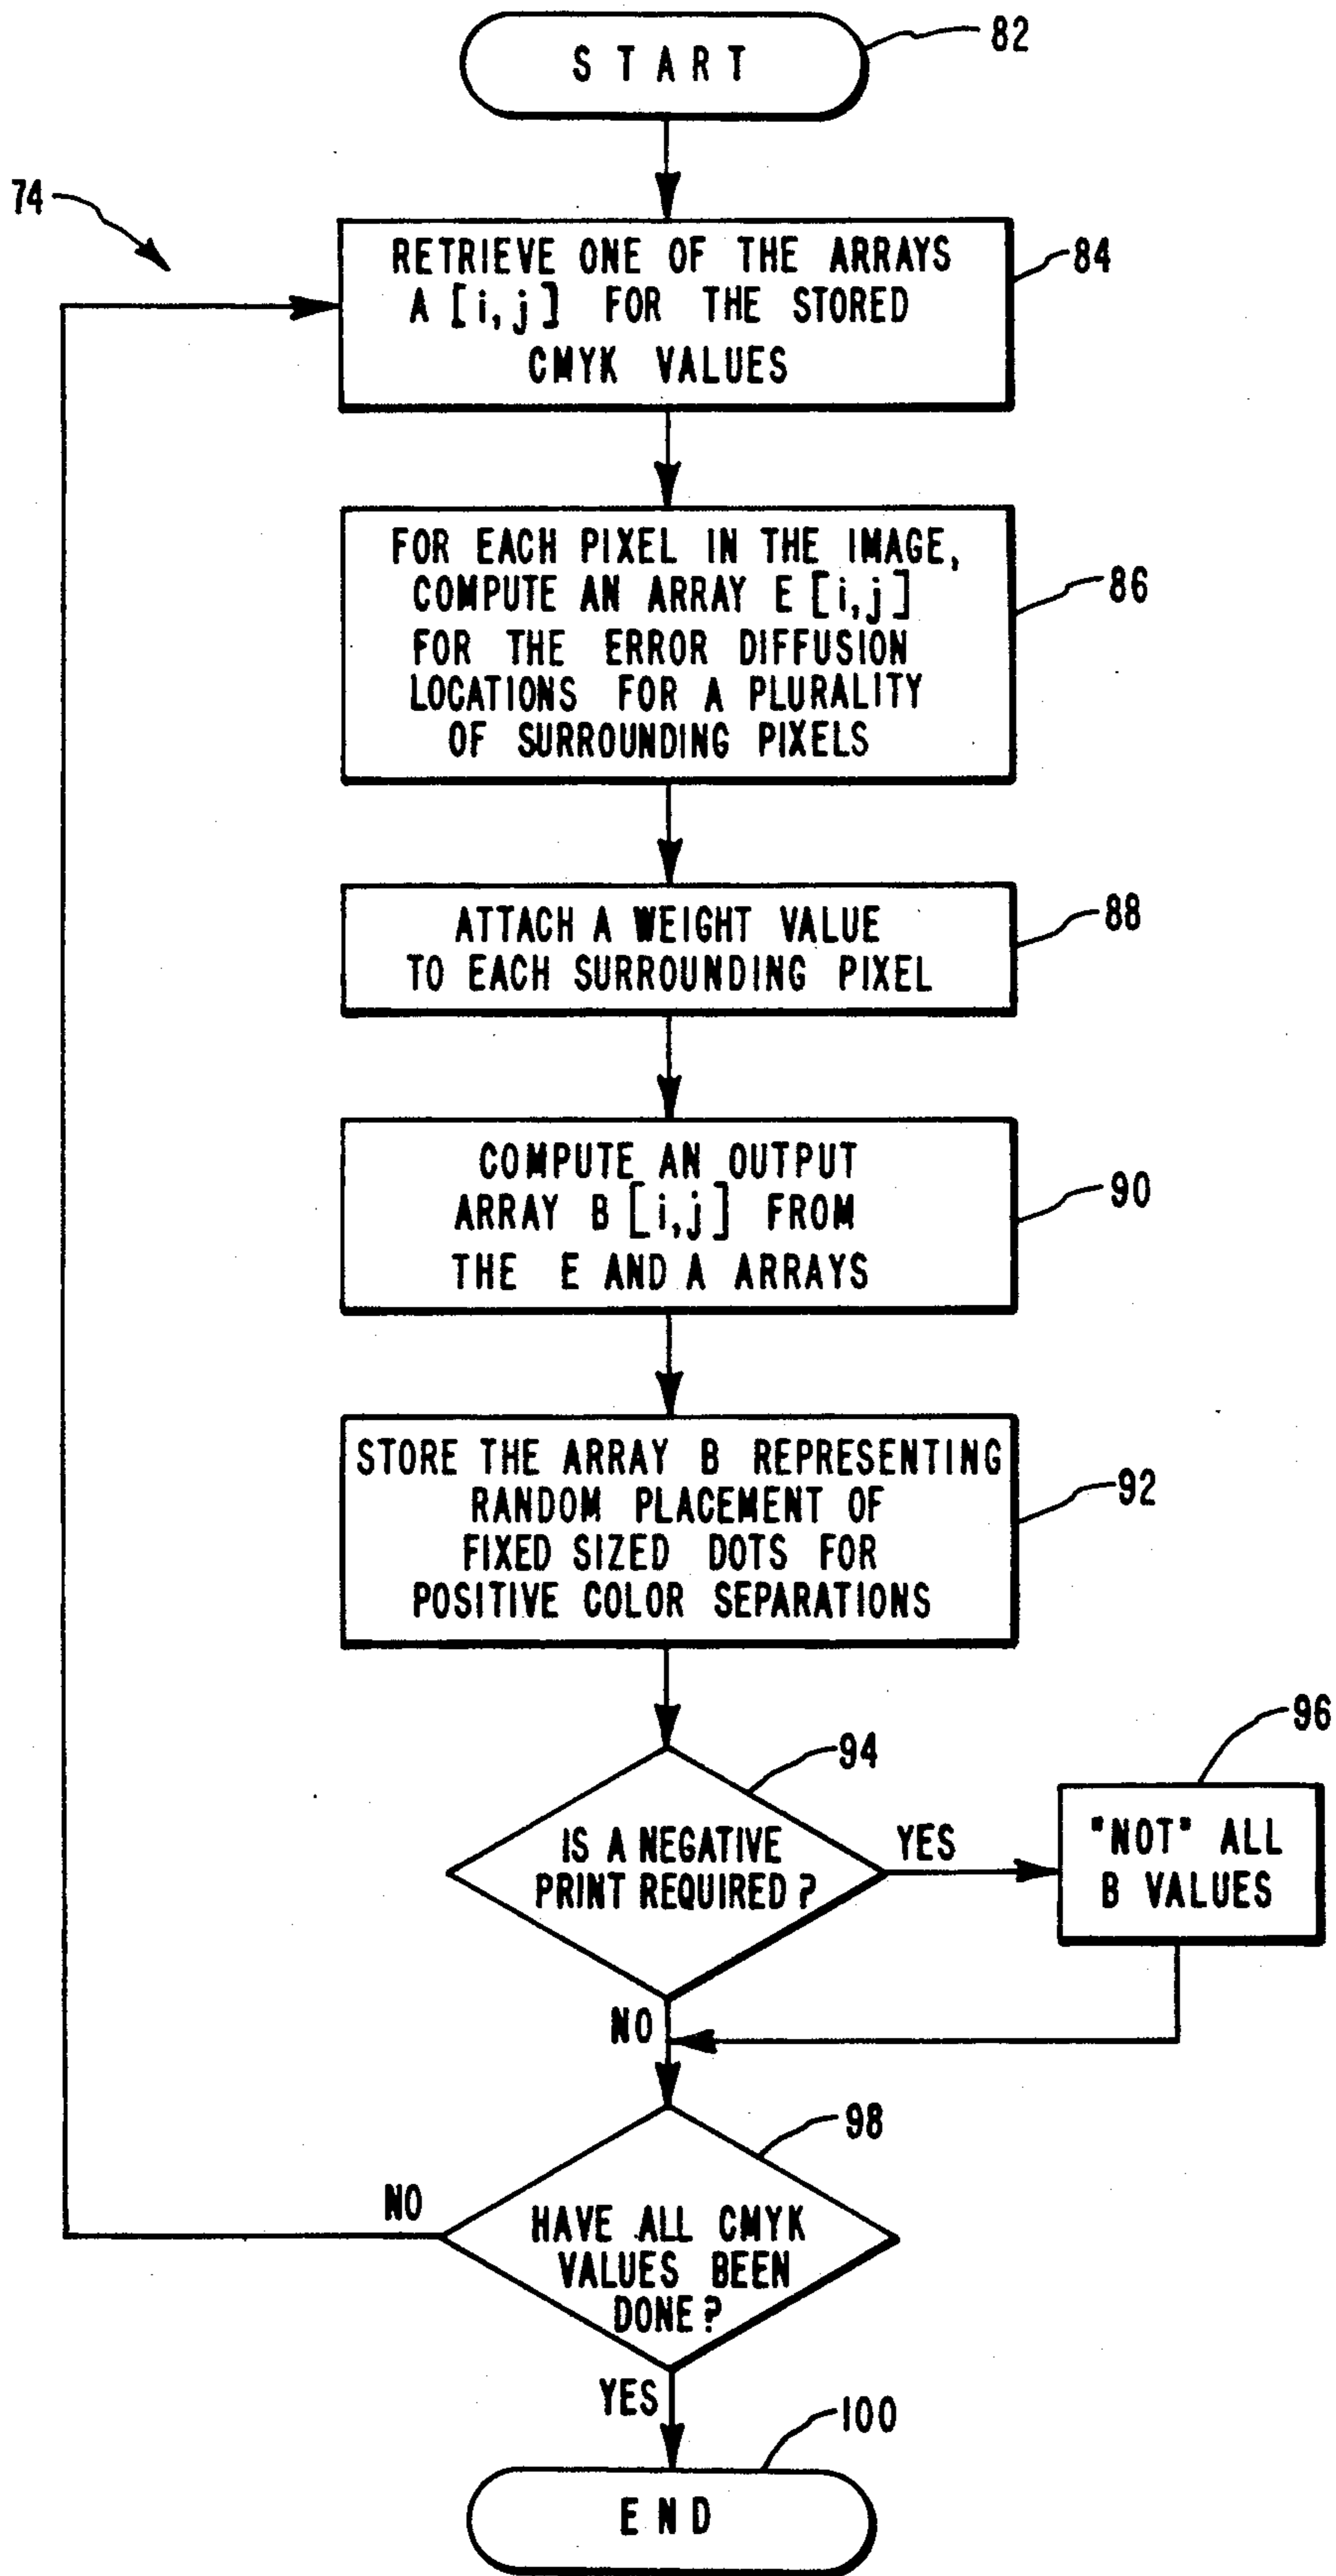 START
82
74
RETRIEVE ONE OF THE ARRAYS
A [i,j] FOR THE STORED
CMYK VALUES
84
FOR EACH PIXEL IN THE IMAGE,
COMPUTE AN ARRAY E [i,j]
FOR THE ERROR DIFFUSION
LOCATIONS FOR A PLURALITY
OF SURROUNDING PIXELS
86
ATTACH A WEIGHT VALUE
TO EACH SURROUNDING PIXEL
88
COMPUTE AN OUTPUT
ARRAY B [i,j] FROM
THE E AND A ARRAYS
90
STORE THE ARRAY B REPRESENTING
RANDOM PLACEMENT OF
FIXED SIZED DOTS FOR
POSITIVE COLOR SEPARATIONS
92
94
IS A NEGATIVE
PRINT REQUIRED?
YES
96
"NOT" ALL
B VALUES
NO
98
HAVE ALL CMYK
VALUES BEEN
DONE?
NO
YES
100
END